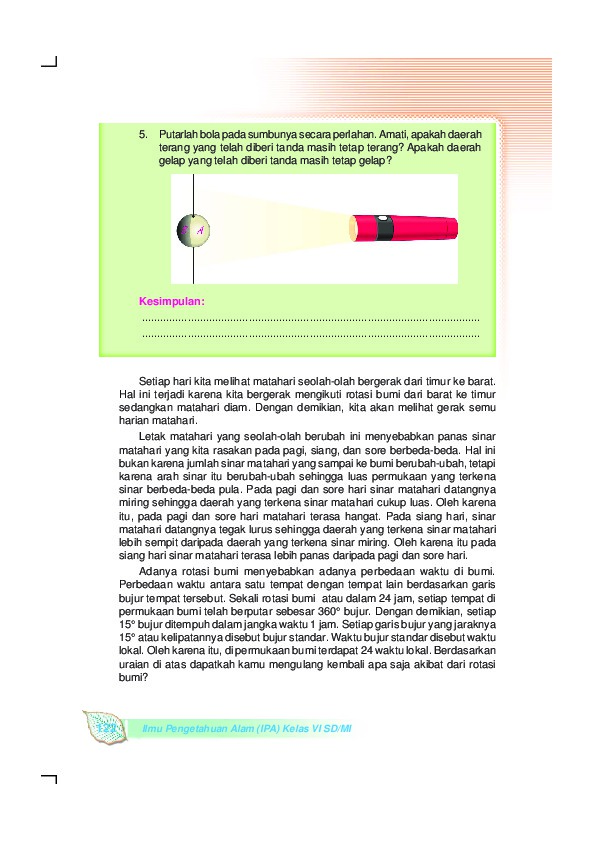 5. Putarlah bola pada sumbunya secara perlahan. Amati, apakah daerah
terang yang telah diberi tanda masih tetap terang? Apakah daerah
gelap yang telah diberi tanda masih tetap gelap?
A
Kesimpulan:
Setiap hari kita melihat matahari seolah-olah bergerak dari timur ke barat.
Hal ini terjadi karena kita bergerak mengikuti rotasi bumi dari barat ke timur
sedangkan matahari diam. Dengan demikian, kita akan melihat gerak semu
harian matahari.
Letak matahari yang seolah-olah berubah ini menyebabkan panas sinar
matahari yang kita rasakan pada pagi, siang, dan sore berbeda-beda. Hal ini
bukan karena jumlah sinar matahari yang sampai ke bumi berubah-ubah, tetapi
karena arah sinar itu berubah-ubah sehingga luas permukaan yang terkena
sinar berbeda-beda pula. Pada pagi dan sore hari sinar matahari datangnya
miring sehingga daerah yang terkena sinar matahari cukup luas. Oleh karena
itu, pada pagi dan sore hari matahari terasa hangat. Pada siang hari, sinar
matahari datangnya tegak lurus sehingga daerah yang terkena sinar matahari
lebih sempit daripada daerah yang terkena sinar miring. Oleh karena itu pada
siang hari sinar matahari terasa lebih panas daripada pagi dan sore hari.
Adanya rotasi bumi menyebabkan adanya perbedaan waktu di bumi.
Perbedaan waktu antara satu tempat dengan tempat lain berdasarkan garis
bujur tempat tersebut. Sekali rotasi bumi atau dalam 24 jam, setiap tempat di
permukaan bumi telah berputar sebesar 360° bujur. Dengan demikian, setiap
15° bujur ditempuh dalam jangka waktu 1 jam. Setiap garis bujur yang jaraknya
15° atau kelipatannya disebut bujur standar. Waktu bujur standar disebut waktu
lokal. Oleh karena itu, di permukaan bumi terdapat 24 waktu lokal. Berdasarkan
uraian di atas dapatkah kamu mengulang kembali apa saja akibat dari rotasi
bumi?
Ilmu Pengetahuan Alam (IPA) Kelas VI SD/MI